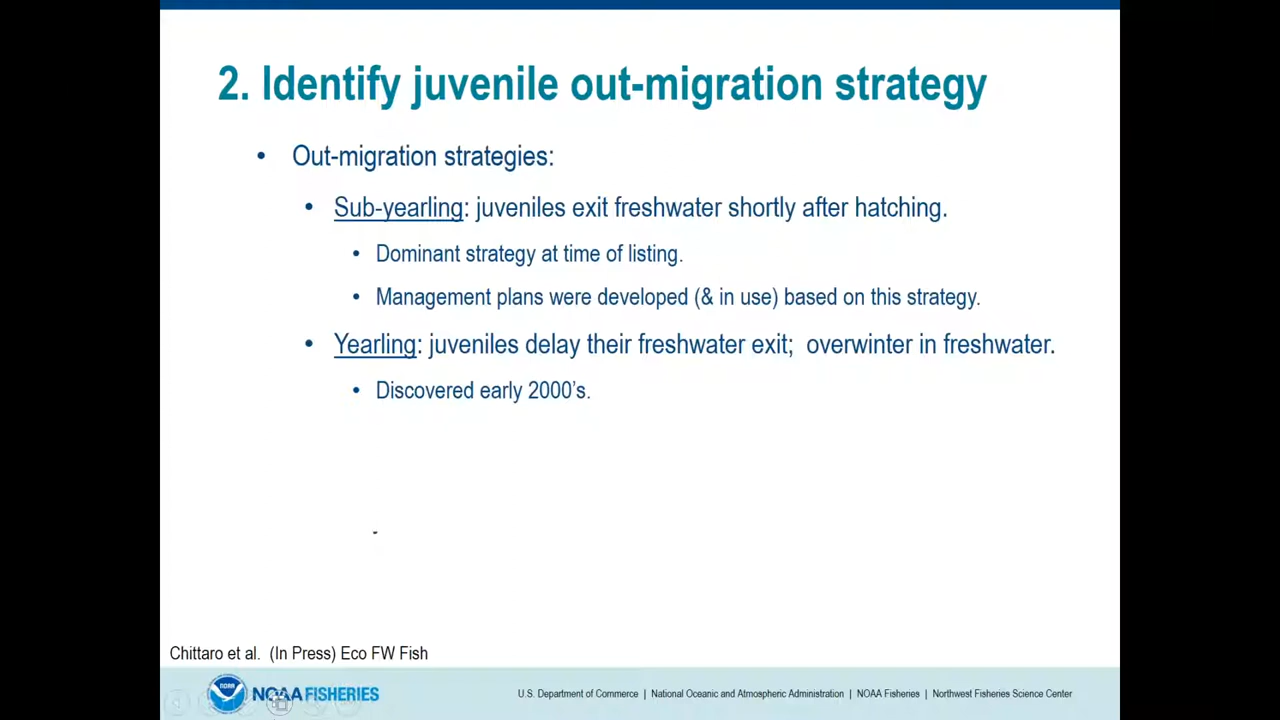 2. Identify juvenile out-migration strategy
• Out-migration strategies:
• Sub-yearling: juveniles exit freshwater shortly after hatching.
• Dominant strategy at time of listing.
• Management plans were developed (& in use) based on this strategy.
• Yearling: juveniles delay their freshwater exit; overwinter in freshwater.
• Discovered early 2000's.
-
Chittaro et al. (In Press) Eco FW Fish
NOAA
NOAA FISHERIES
U.S. Department of Commerce | National Oceanic and Atmospheric Administration | NOAA Fisheries | Northwest Fisheries Science Center